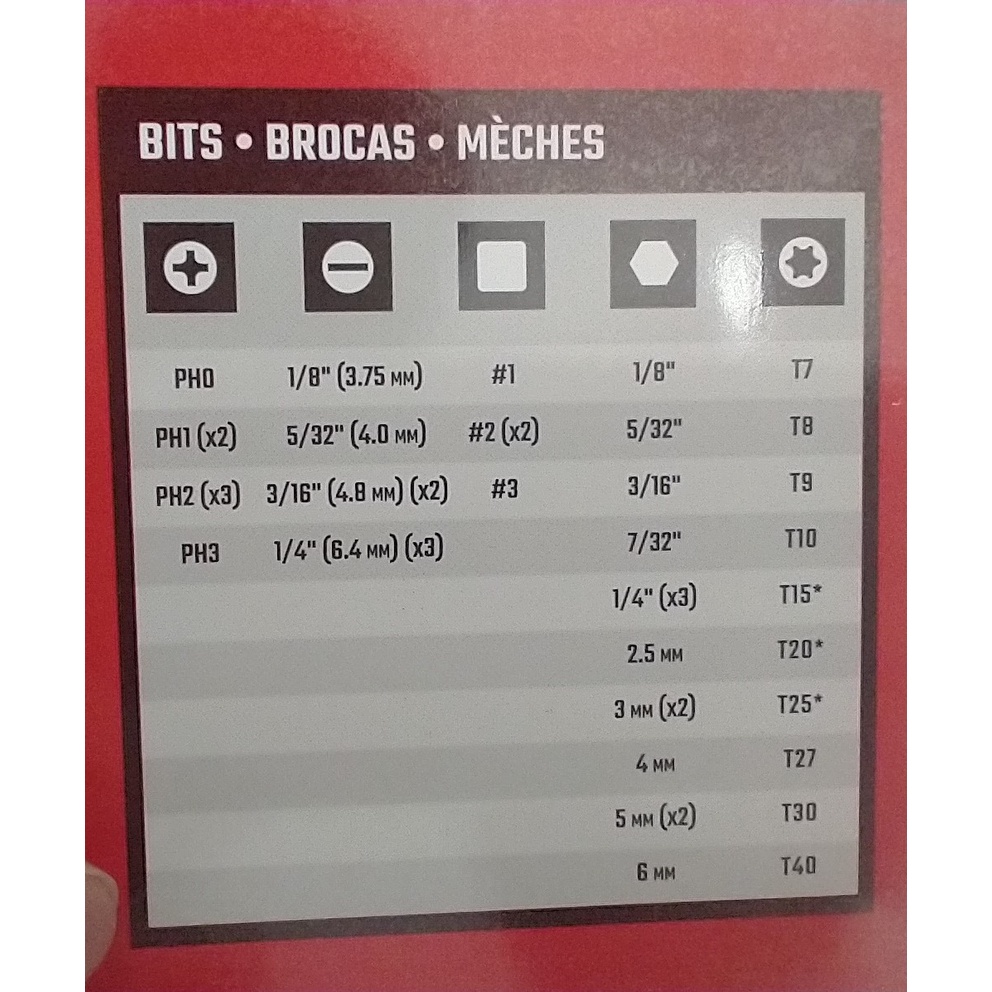 BITS • BROCAS • MÈCHES
PH0 1/8" (3.75 MM) #1 1/8" T7
PH1 (x2) 5/32" (4.0 MM) #2 (x2) 5/32" T8
PH2 (x3) 3/16" (4.8 MM) (x2) #3 3/16" T9
PH3 1/4" (6.4 MM) (x3) 7/32" T10
1/4" (x3) T15*
2.5 MM T20*
3 MM (x2) T25*
4 MM T27
5 MM (x2) T30
6 MM T40